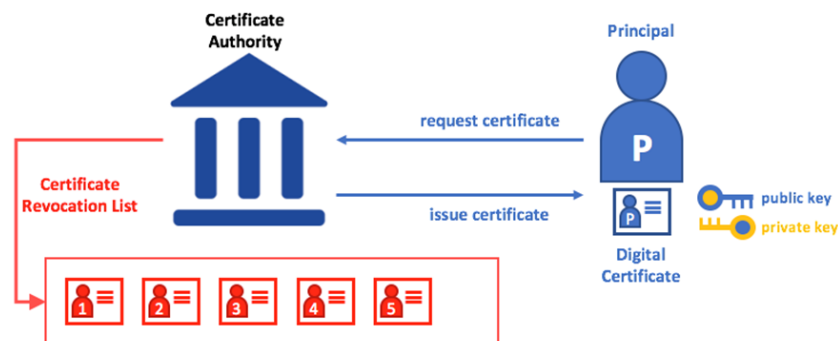 Certificate
Authority
Principal
request certificate
P
Certificate
Revocation List
issue certificate
P
public key
private key
Digital
Certificate
1 2 3 4 5